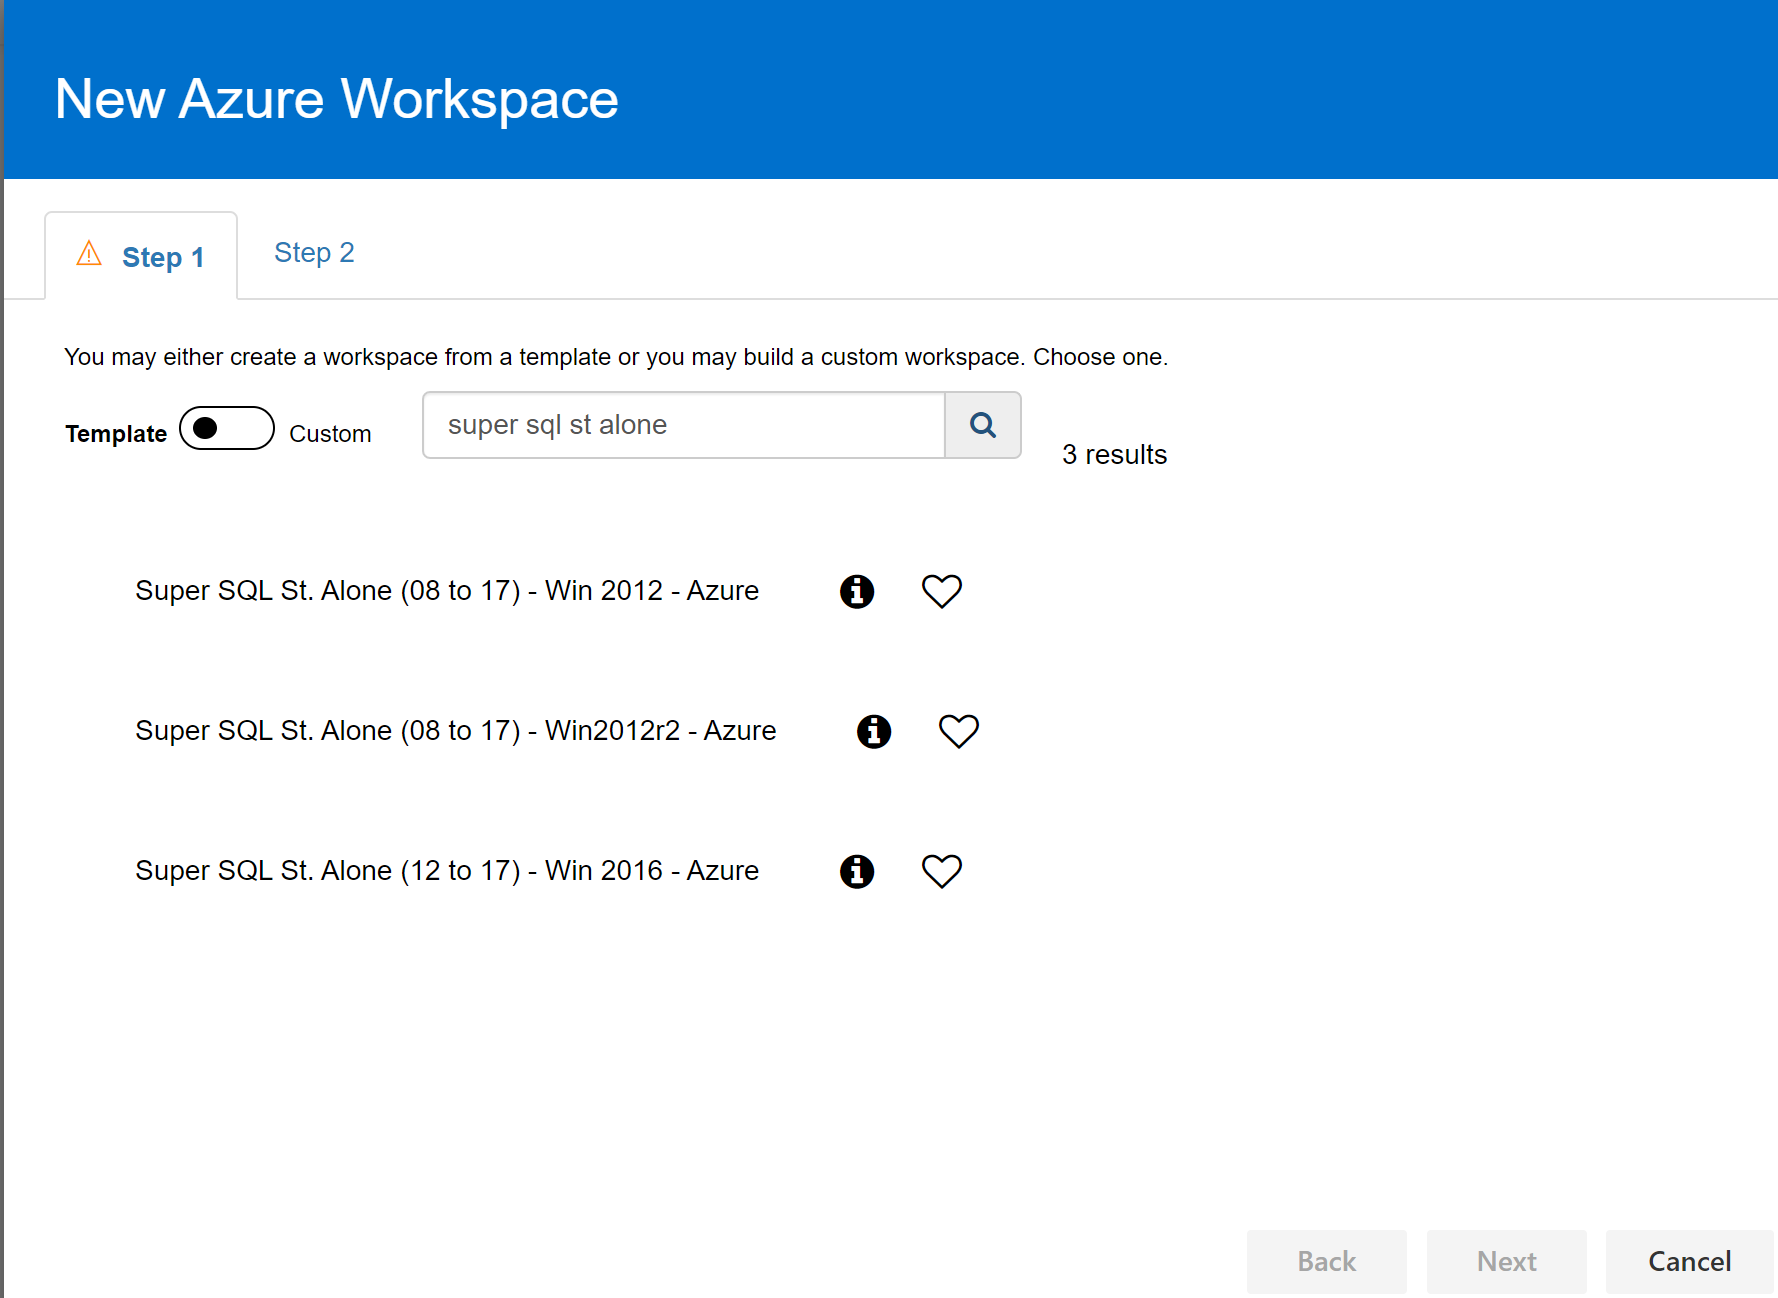 New Azure Workspace
Step 1
Step 2
You may either create a workspace from a template or you may build a custom workspace. Choose one.
Template Custom
super sql st alone
3 results
Super SQL St. Alone (08 to 17) - Win 2012 - Azure
Super SQL St. Alone (08 to 17) - Win2012r2 - Azure
Super SQL St. Alone (12 to 17) - Win 2016 - Azure
Back Next Cancel